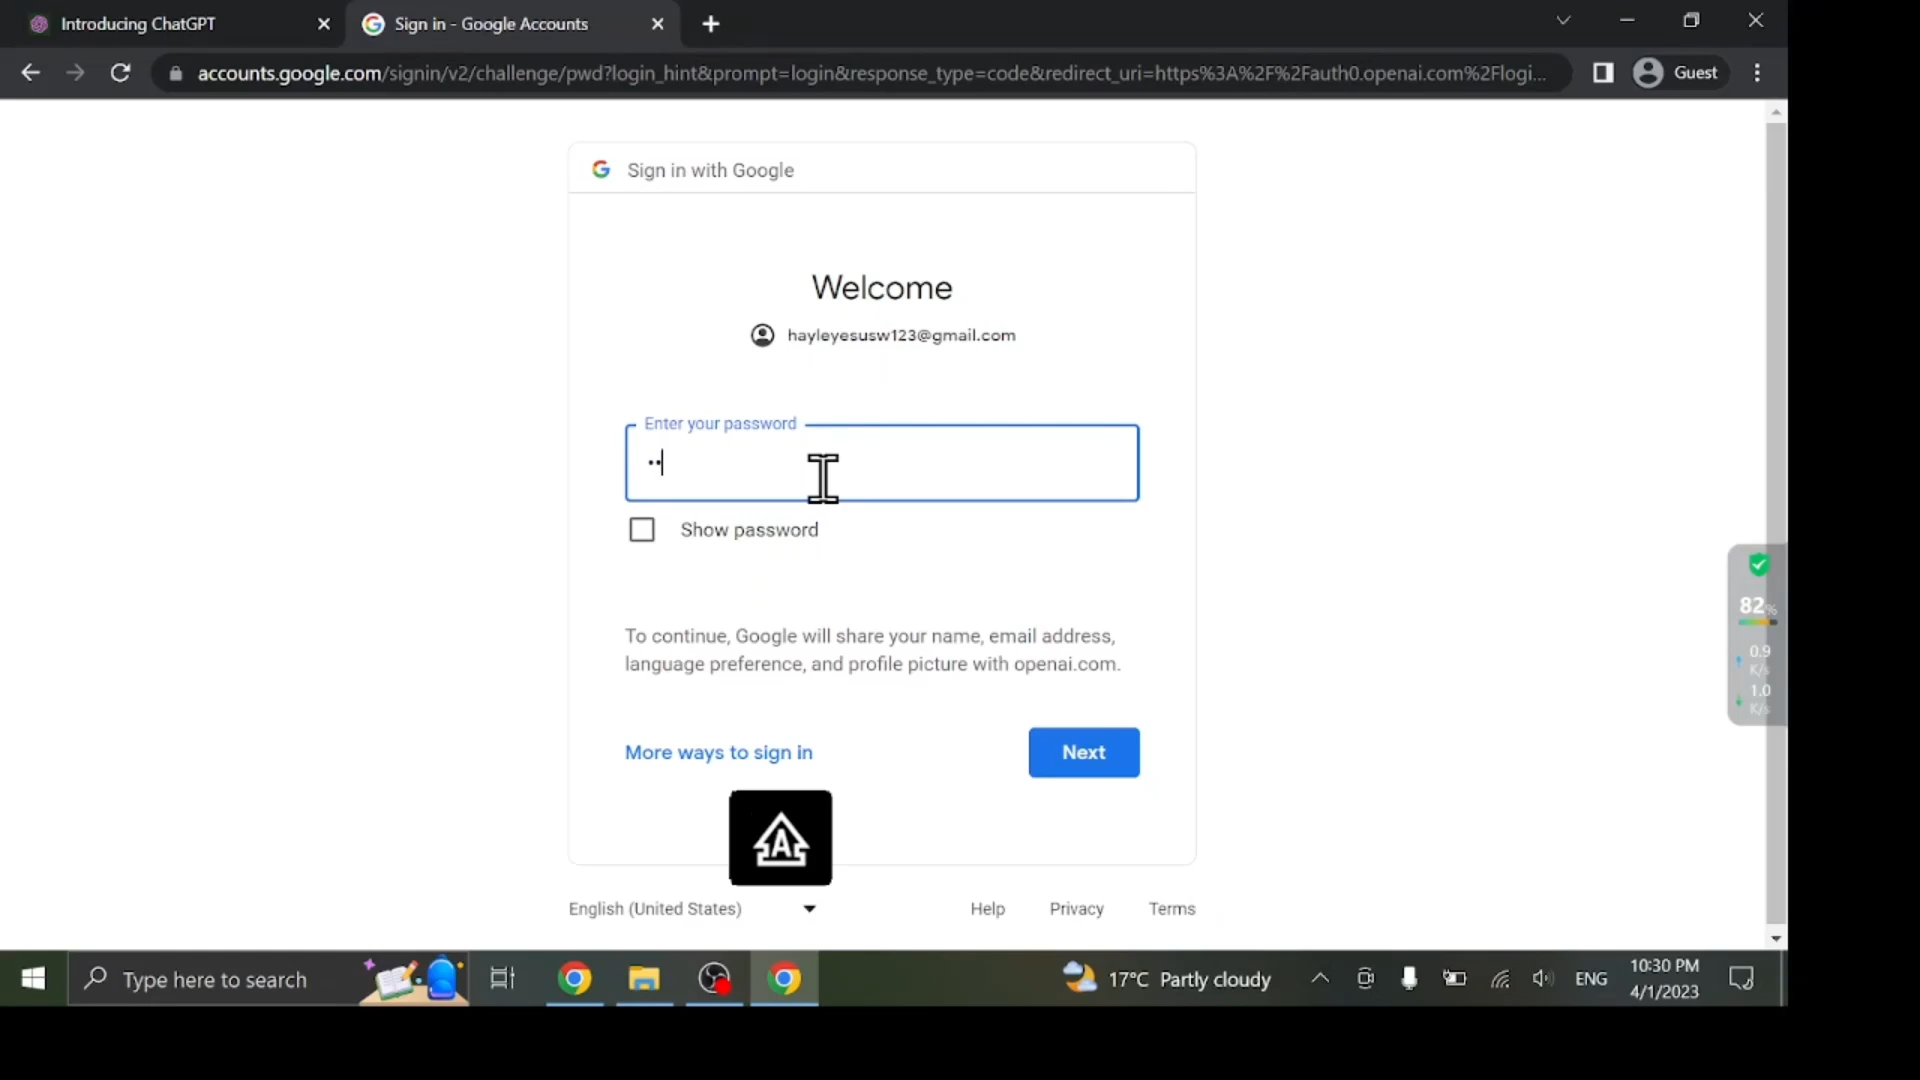 Introducing ChatGPT
Sign in - Google Accounts
accounts.google.com/signin/v2/challenge/pwd?login_hint&prompt=login&response_type=code&redirect_uri=https%3A%2F%2Fauth0.openai.com%2Flogi...
Guest
Sign in with Google
Welcome
hayleyesusw123@gmail.com
Enter your password
Show password
82%
0.9
K/s
1.0
K/s
To continue, Google will share your name, email address,
language preference, and profile picture with openai.com.
More ways to sign in
Next
A
English (United States)
Help
Privacy
Terms
Type here to search
17°C Partly cloudy
ENG
10:30 PM
4/1/2023